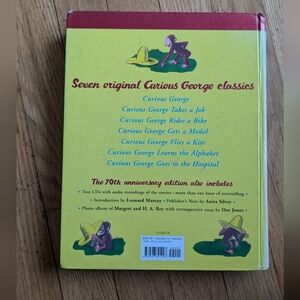 Seven original Curious George classics
Curious George
Curious George Takes a Job
Curious George Rides a Bike
Curious George Gets a Medal
Curious George Flies a Kite
Curious George Learns the Alphabet
Curious George Goes to the Hospital
The 70th anniversary edition also includes
• Two CDs with audio recordings of the stories—more than one hour of storytelling
• Introduction by Leonard Marcus • Publisher's Note by Anita Silvey •
Photo album of Margret and H. A. Rey with retrospective essay by Dee Jones •